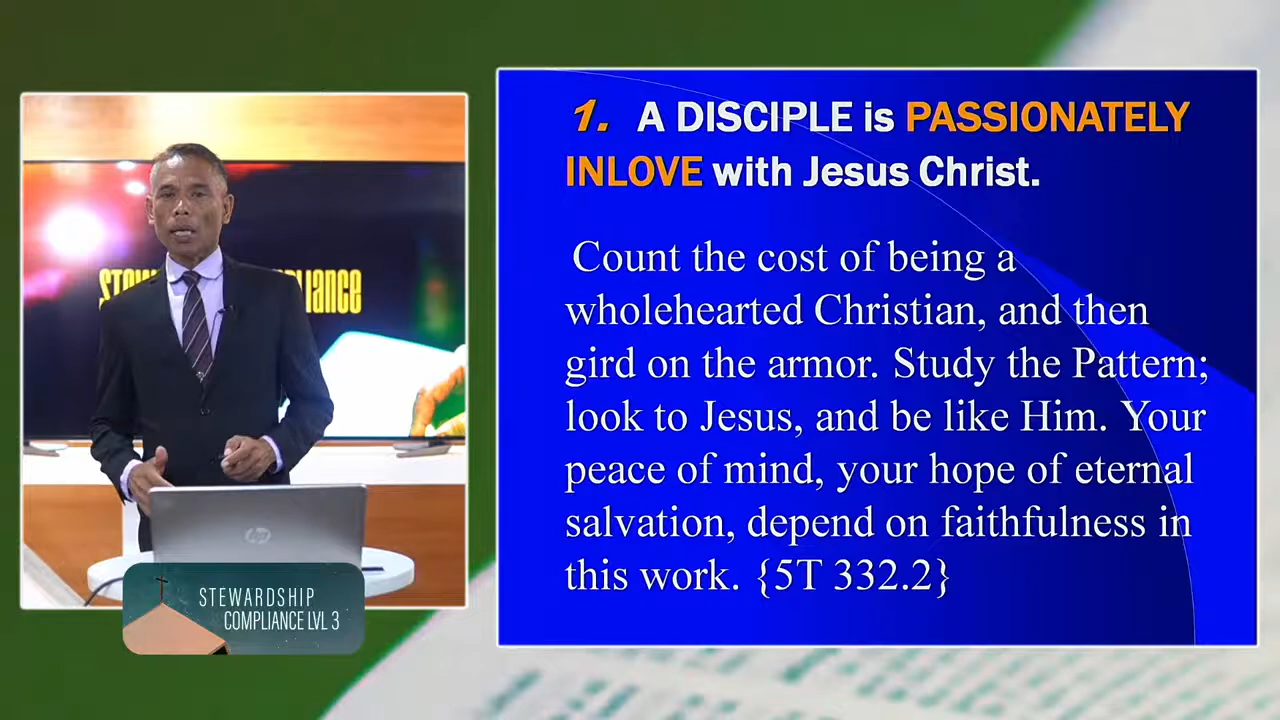 1. A DISCIPLE is PASSIONATELY
INLOVE with Jesus Christ.
Count the cost of being a
wholehearted Christian, and then
gird on the armor. Study the Pattern;
look to Jesus, and be like Him. Your
peace of mind, your hope of eternal
salvation, depend on faithfulness in
this work. {5T 332.2}
hp
STEWARDSHIP
COMPLIANCE LVL 3